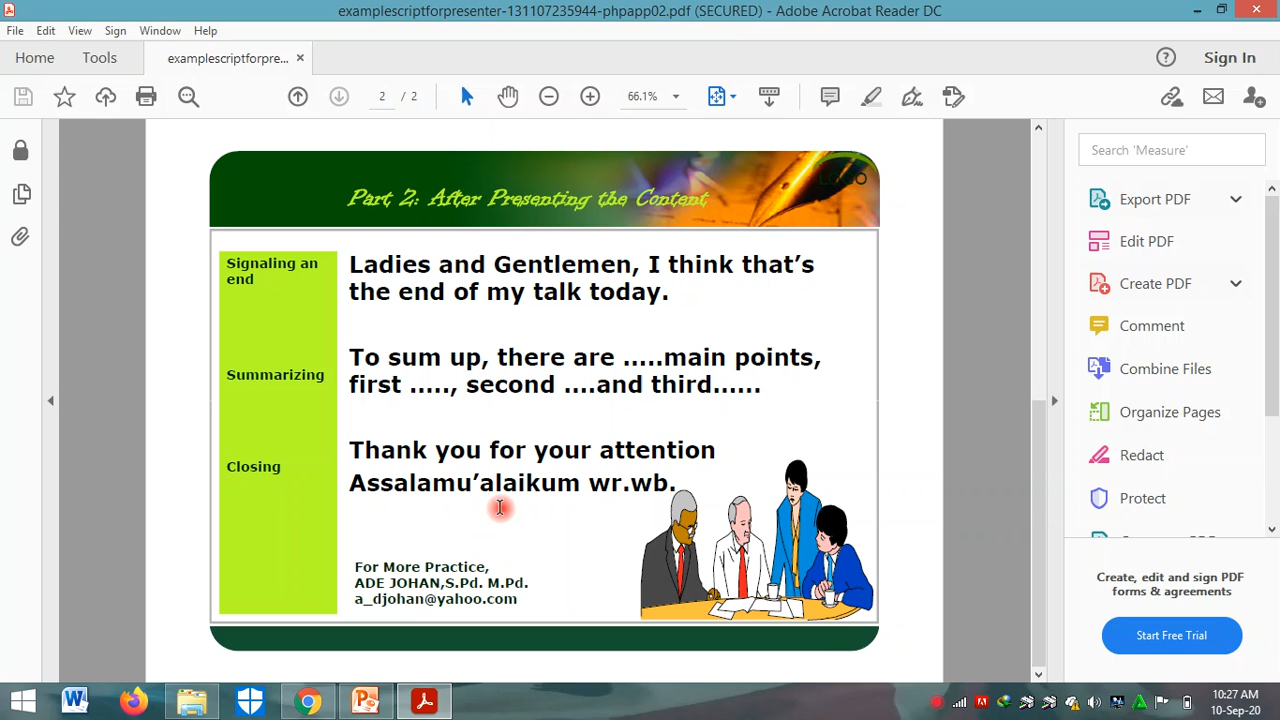 examplescriptforpresenter-131107235944-phpapp02.pdf (SECURED) - Adobe Acrobat Reader DC
File Edit View Sign Window Help
Home Tools examplescriptforpre... ×
Sign In
2 / 2
66.1%
Search 'Measure'
LOGO
Part 2: After Presenting the Content
Signaling an
end
Ladies and Gentlemen, I think that's
the end of my talk today.
Summarizing
To sum up, there are .....main points,
first ....., second ....and third......
Closing
Thank you for your attention
Assalamu'alaikum wr.wb.
For More Practice,
ADE JOHAN,S.Pd. M.Pd.
a_djohan@yahoo.com
Export PDF
Edit PDF
Create PDF
Comment
Combine Files
Organize Pages
Redact
Protect
Create, edit and sign PDF
forms & agreements
Start Free Trial
10:27 AM
10-Sep-20